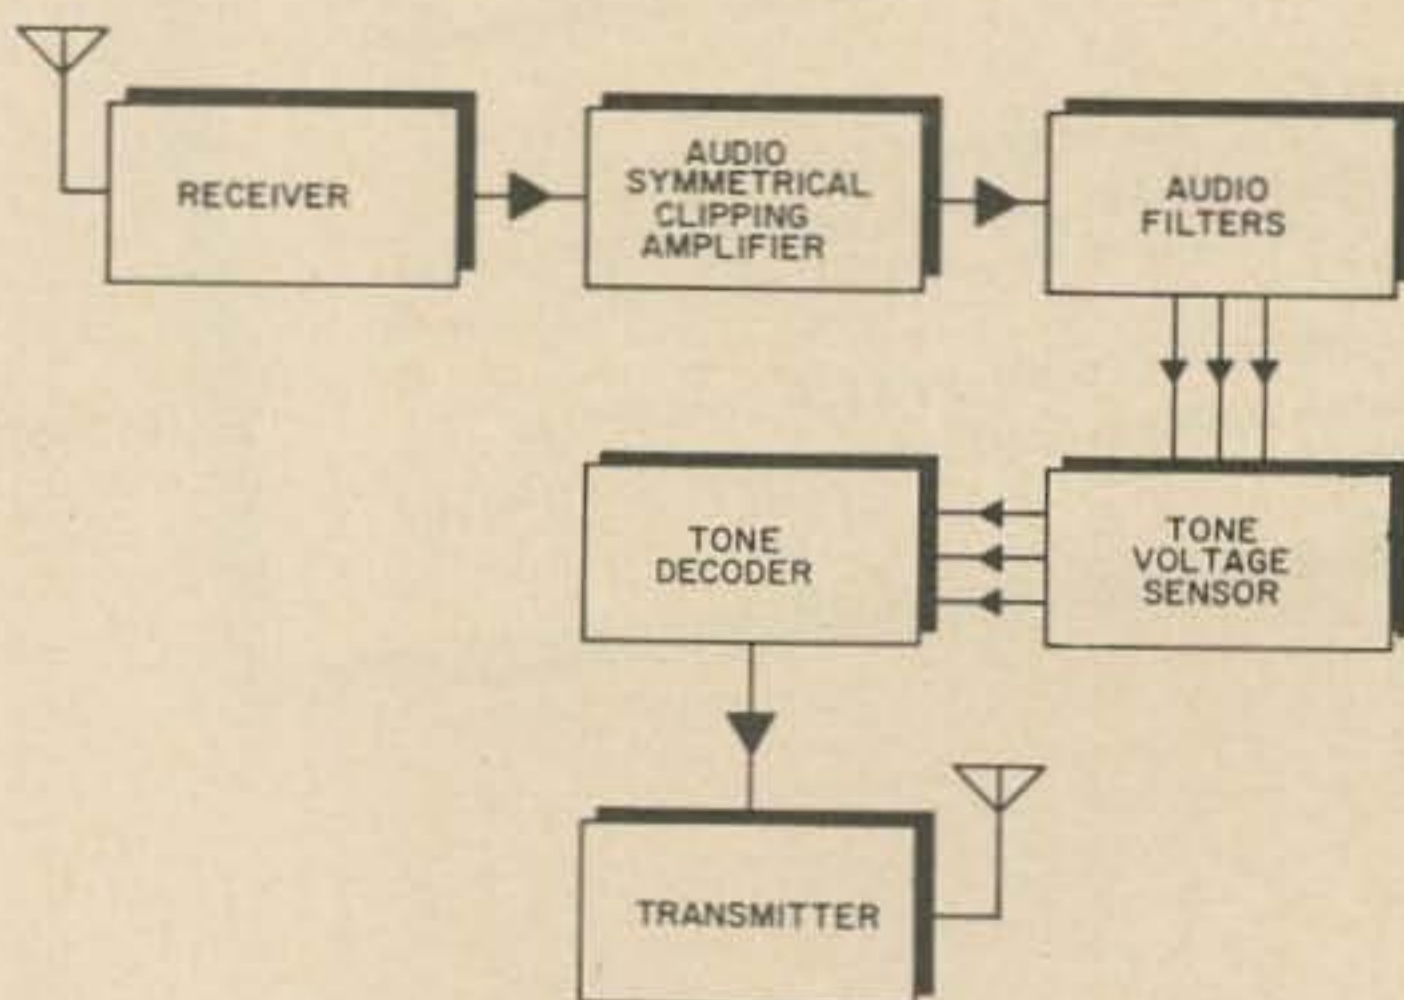 RECEIVER
AUDIO
SYMMETRICAL
CLIPPING
AMPLIFIER
AUDIO
FILTERS
TONE
VOLTAGE
SENSOR
TONE
DECODER
TRANSMITTER